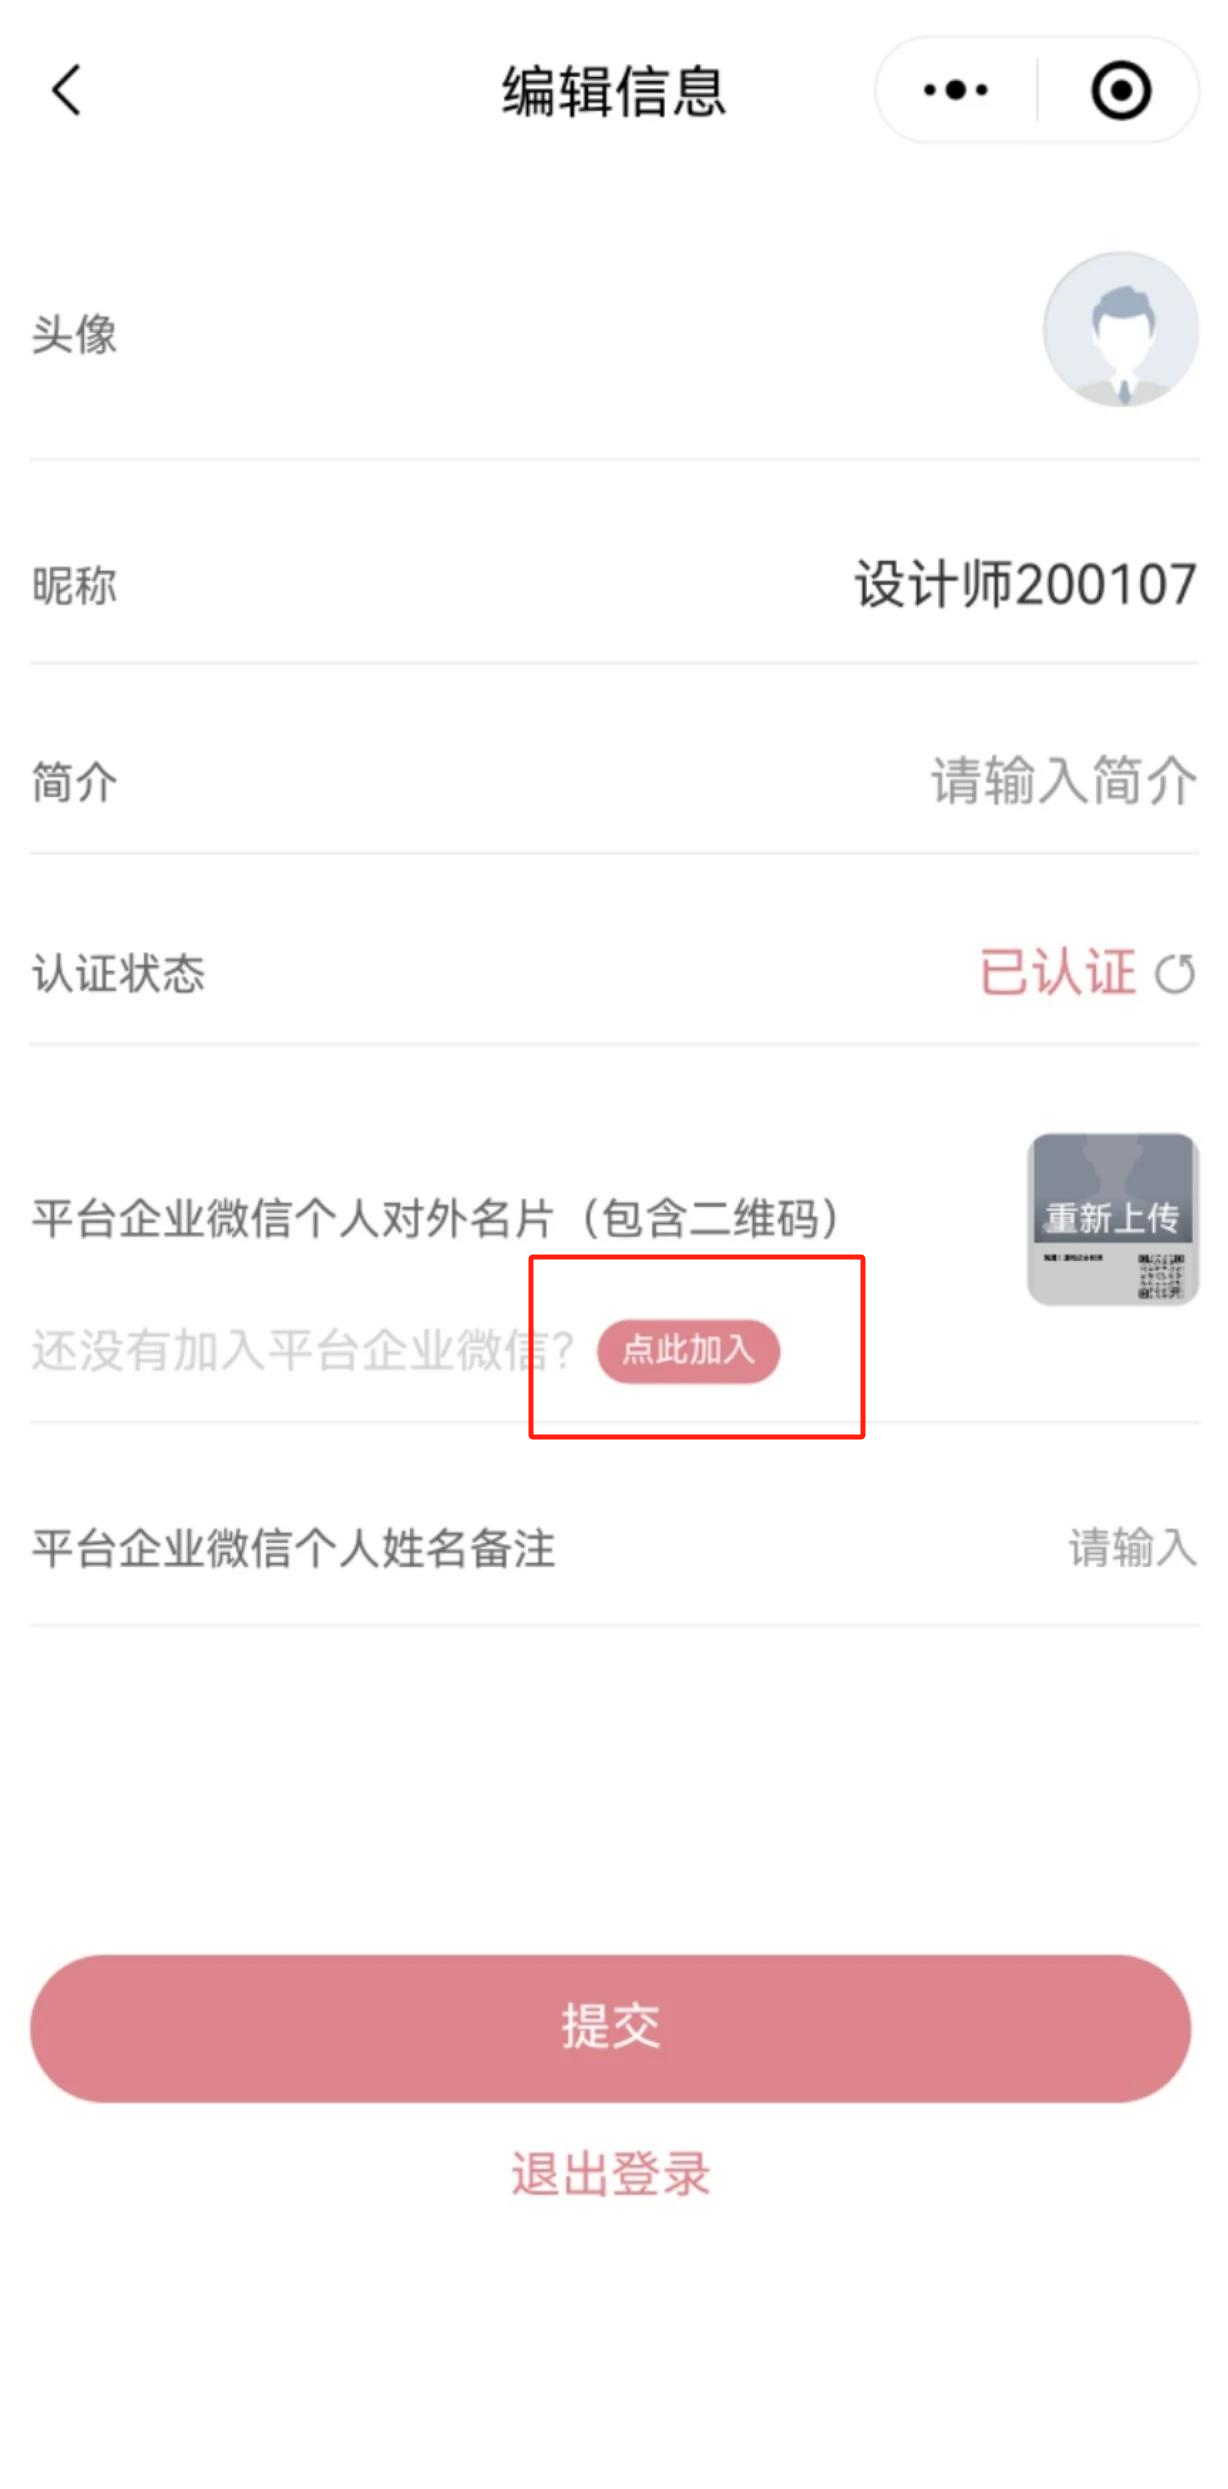 编辑信息
头像
昵称 设计师200107
简介 请输入简介
认证状态 已认证
平台企业微信个人对外名片（包含二维码）
重新上传
还没有加入平台企业微信？ 点此加入
平台企业微信个人姓名备注 请输入
提交
退出登录